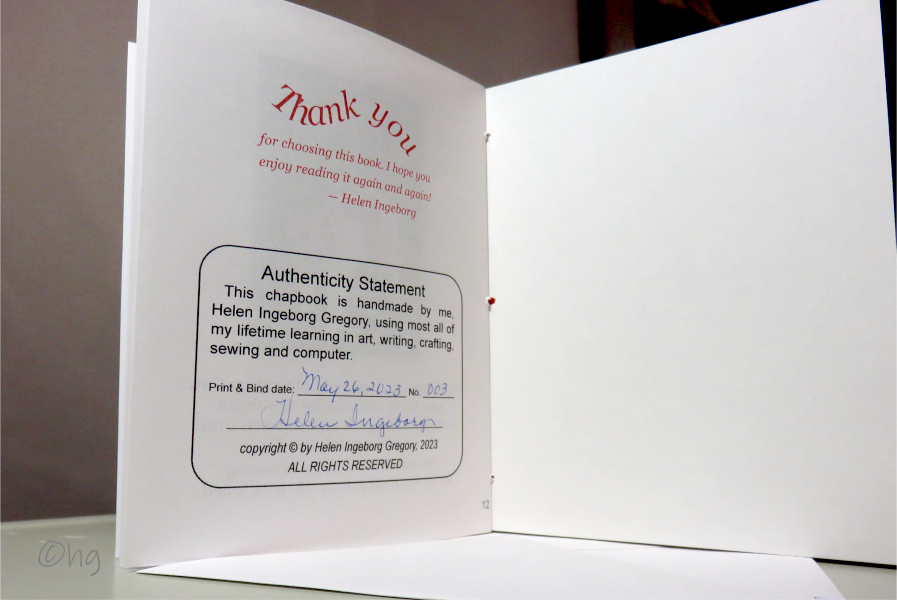 Thank you
for choosing this book. I hope you
enjoy reading it again and again!
— Helen Ingeborg
Authenticity Statement
This chapbook is handmade by me,
Helen Ingeborg Gregory, using most all of
my lifetime learning in art, writing, crafting,
sewing and computer.
Print & Bind date: May 26, 2023 No. 003
Helen Ingeborg
copyright © by Helen Ingeborg Gregory, 2023
ALL RIGHTS RESERVED
12
©hg